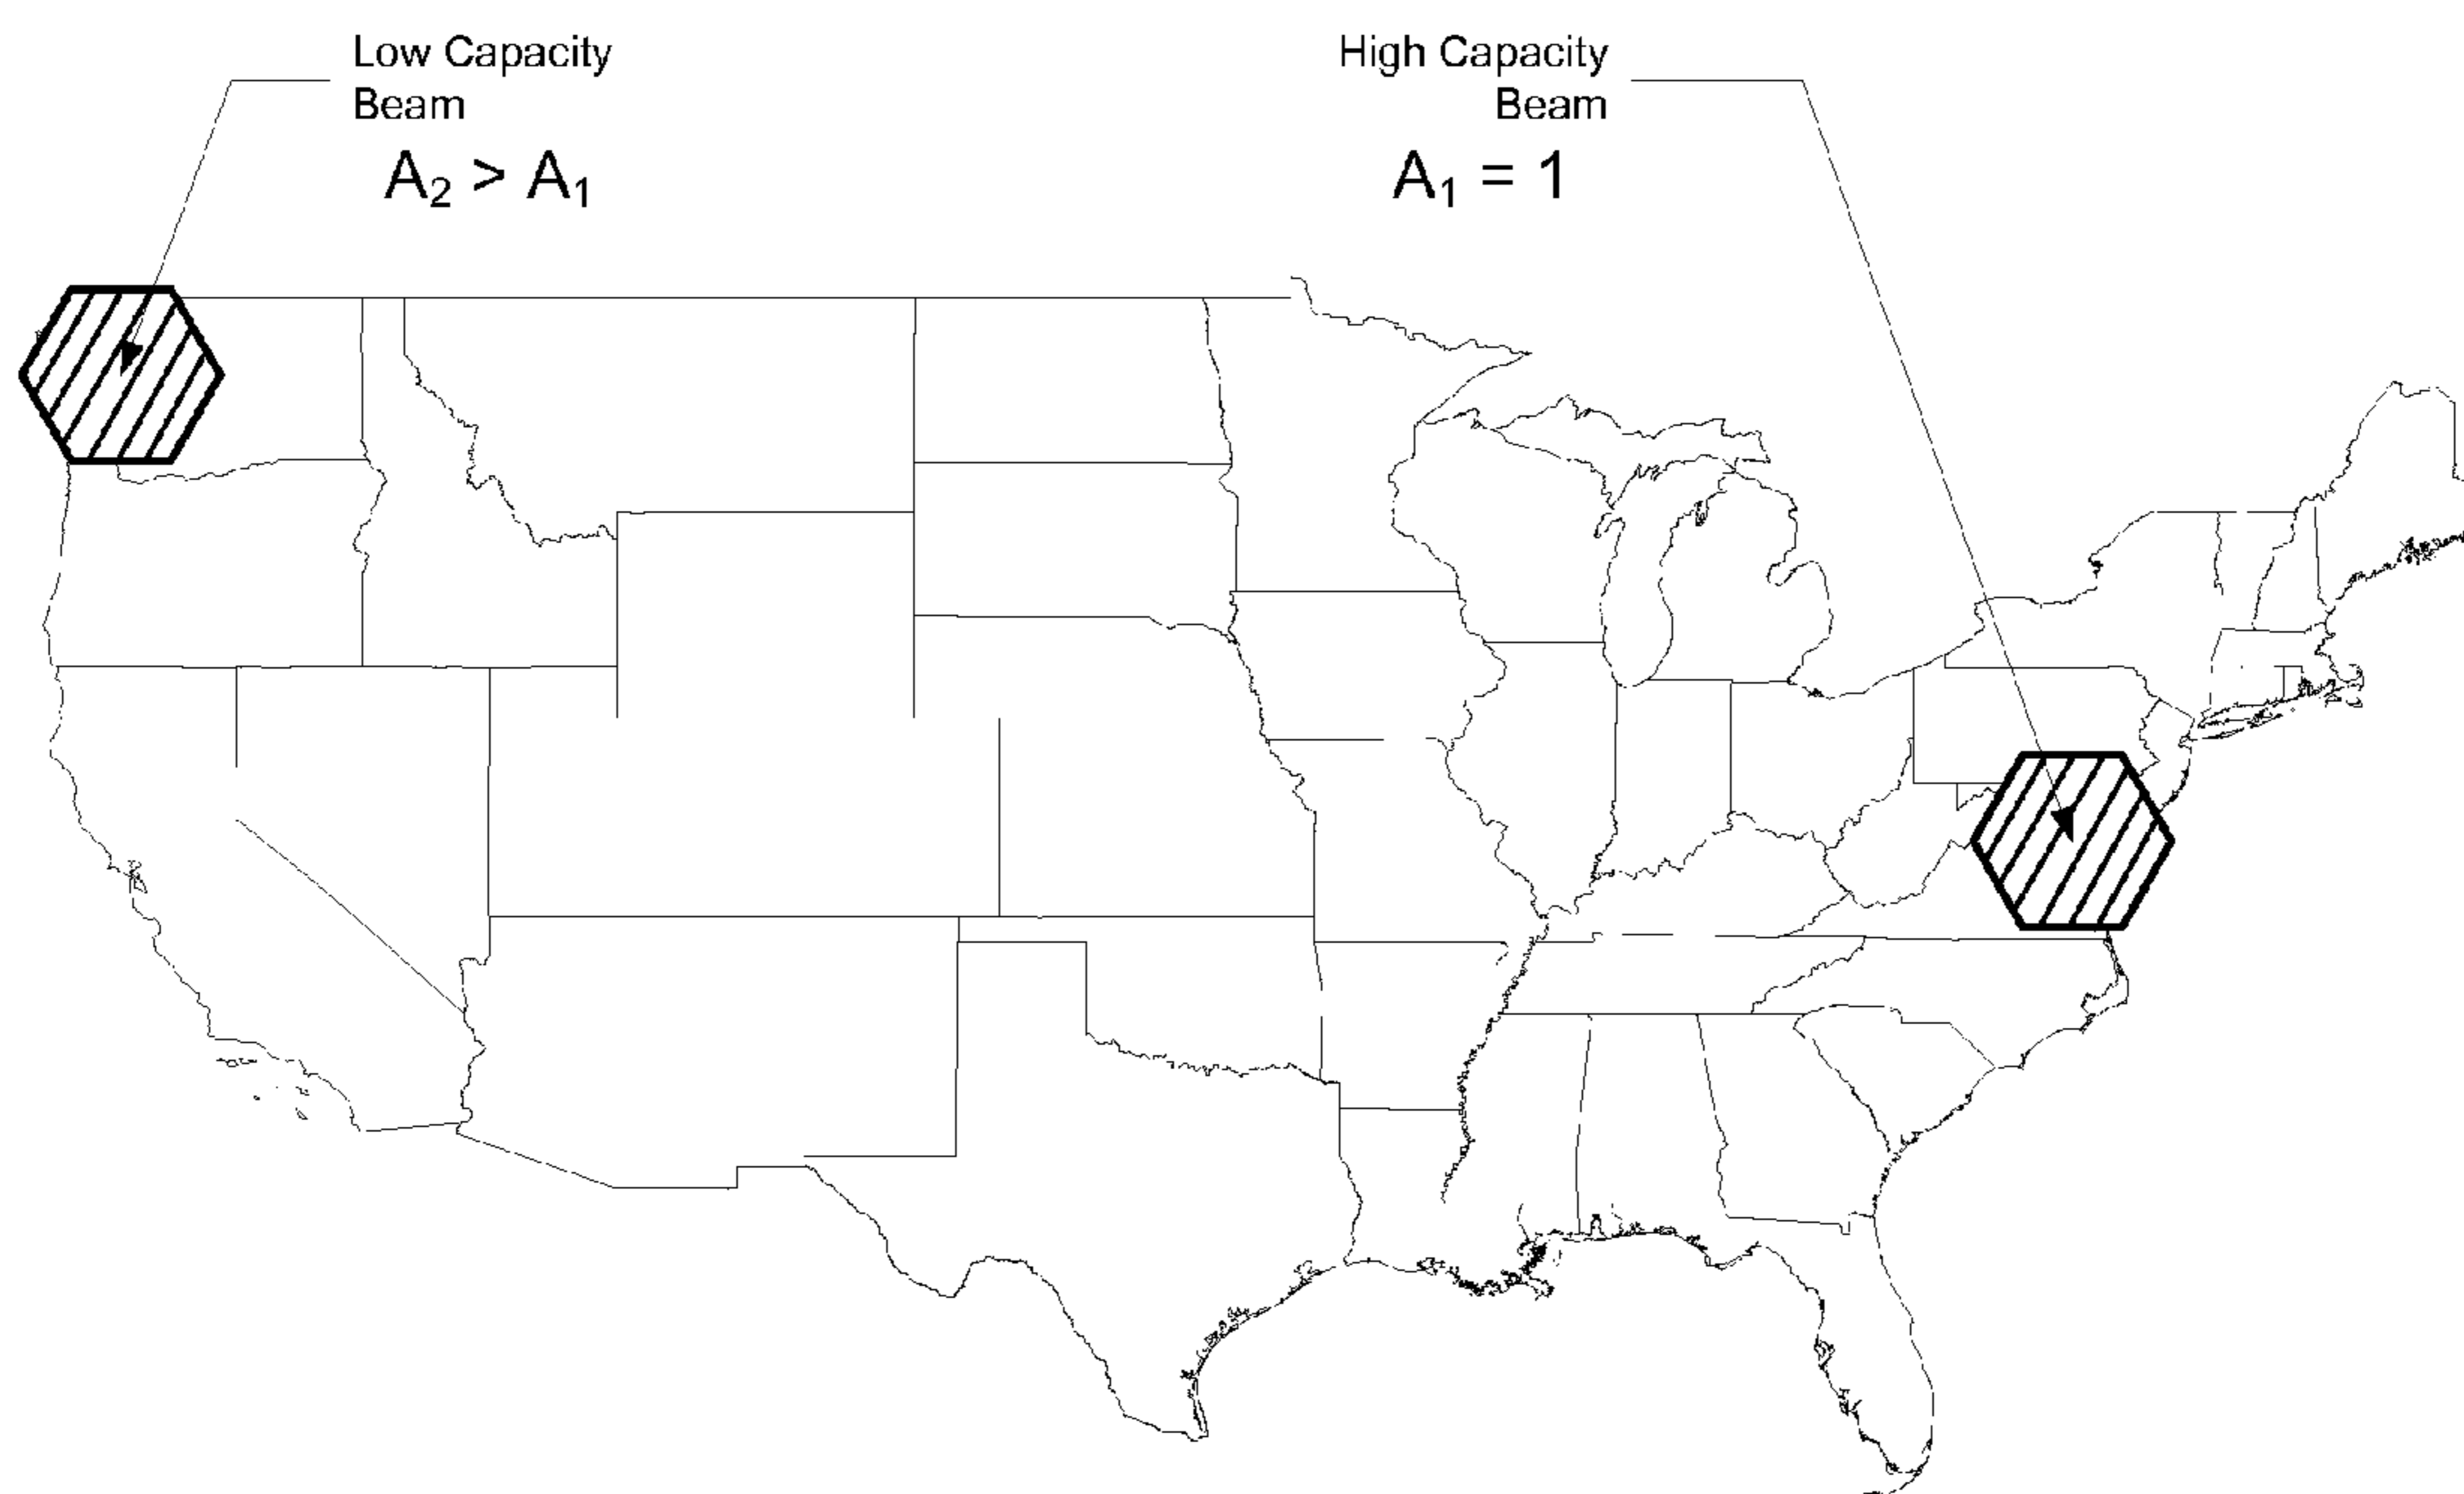 Low Capacity
Beam
A₂ > A₁
High Capacity
Beam
A₁ = 1